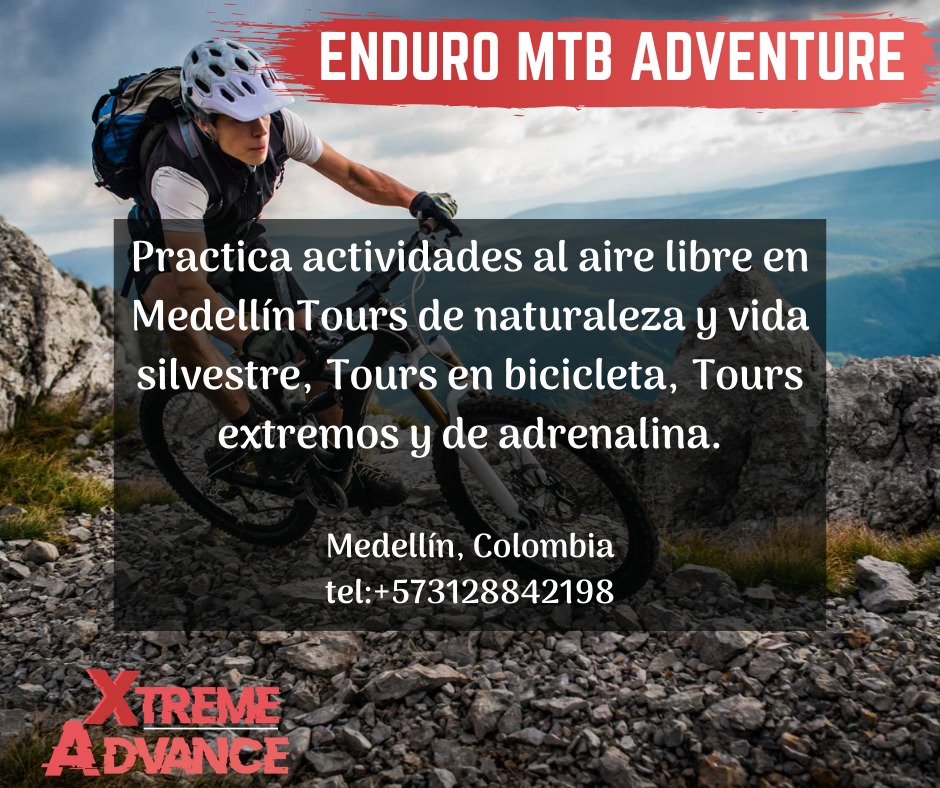 ENDURO MTB ADVENTURE
Practica actividades al aire libre en
MedellínTours de naturaleza y vida
silvestre, Tours en bicicleta, Tours
extremos y de adrenalina.
Medellín, Colombia
tel:+573128842198
XTREME
ADVANCE